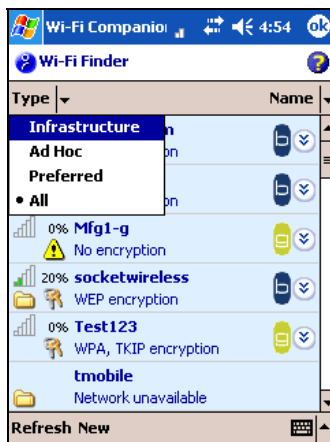 Wi-Fi Companion 4:54 ok
Wi-Fi Finder ?
Type Name
Infrastructure
Ad Hoc
Preferred
• All
b
b
0% Mfg1-g
No encryption
g
20% socketwireless
WEP encryption
b
0% Test123
WPA, TKIP encryption
g
tmobile
Network unavailable
Refresh New